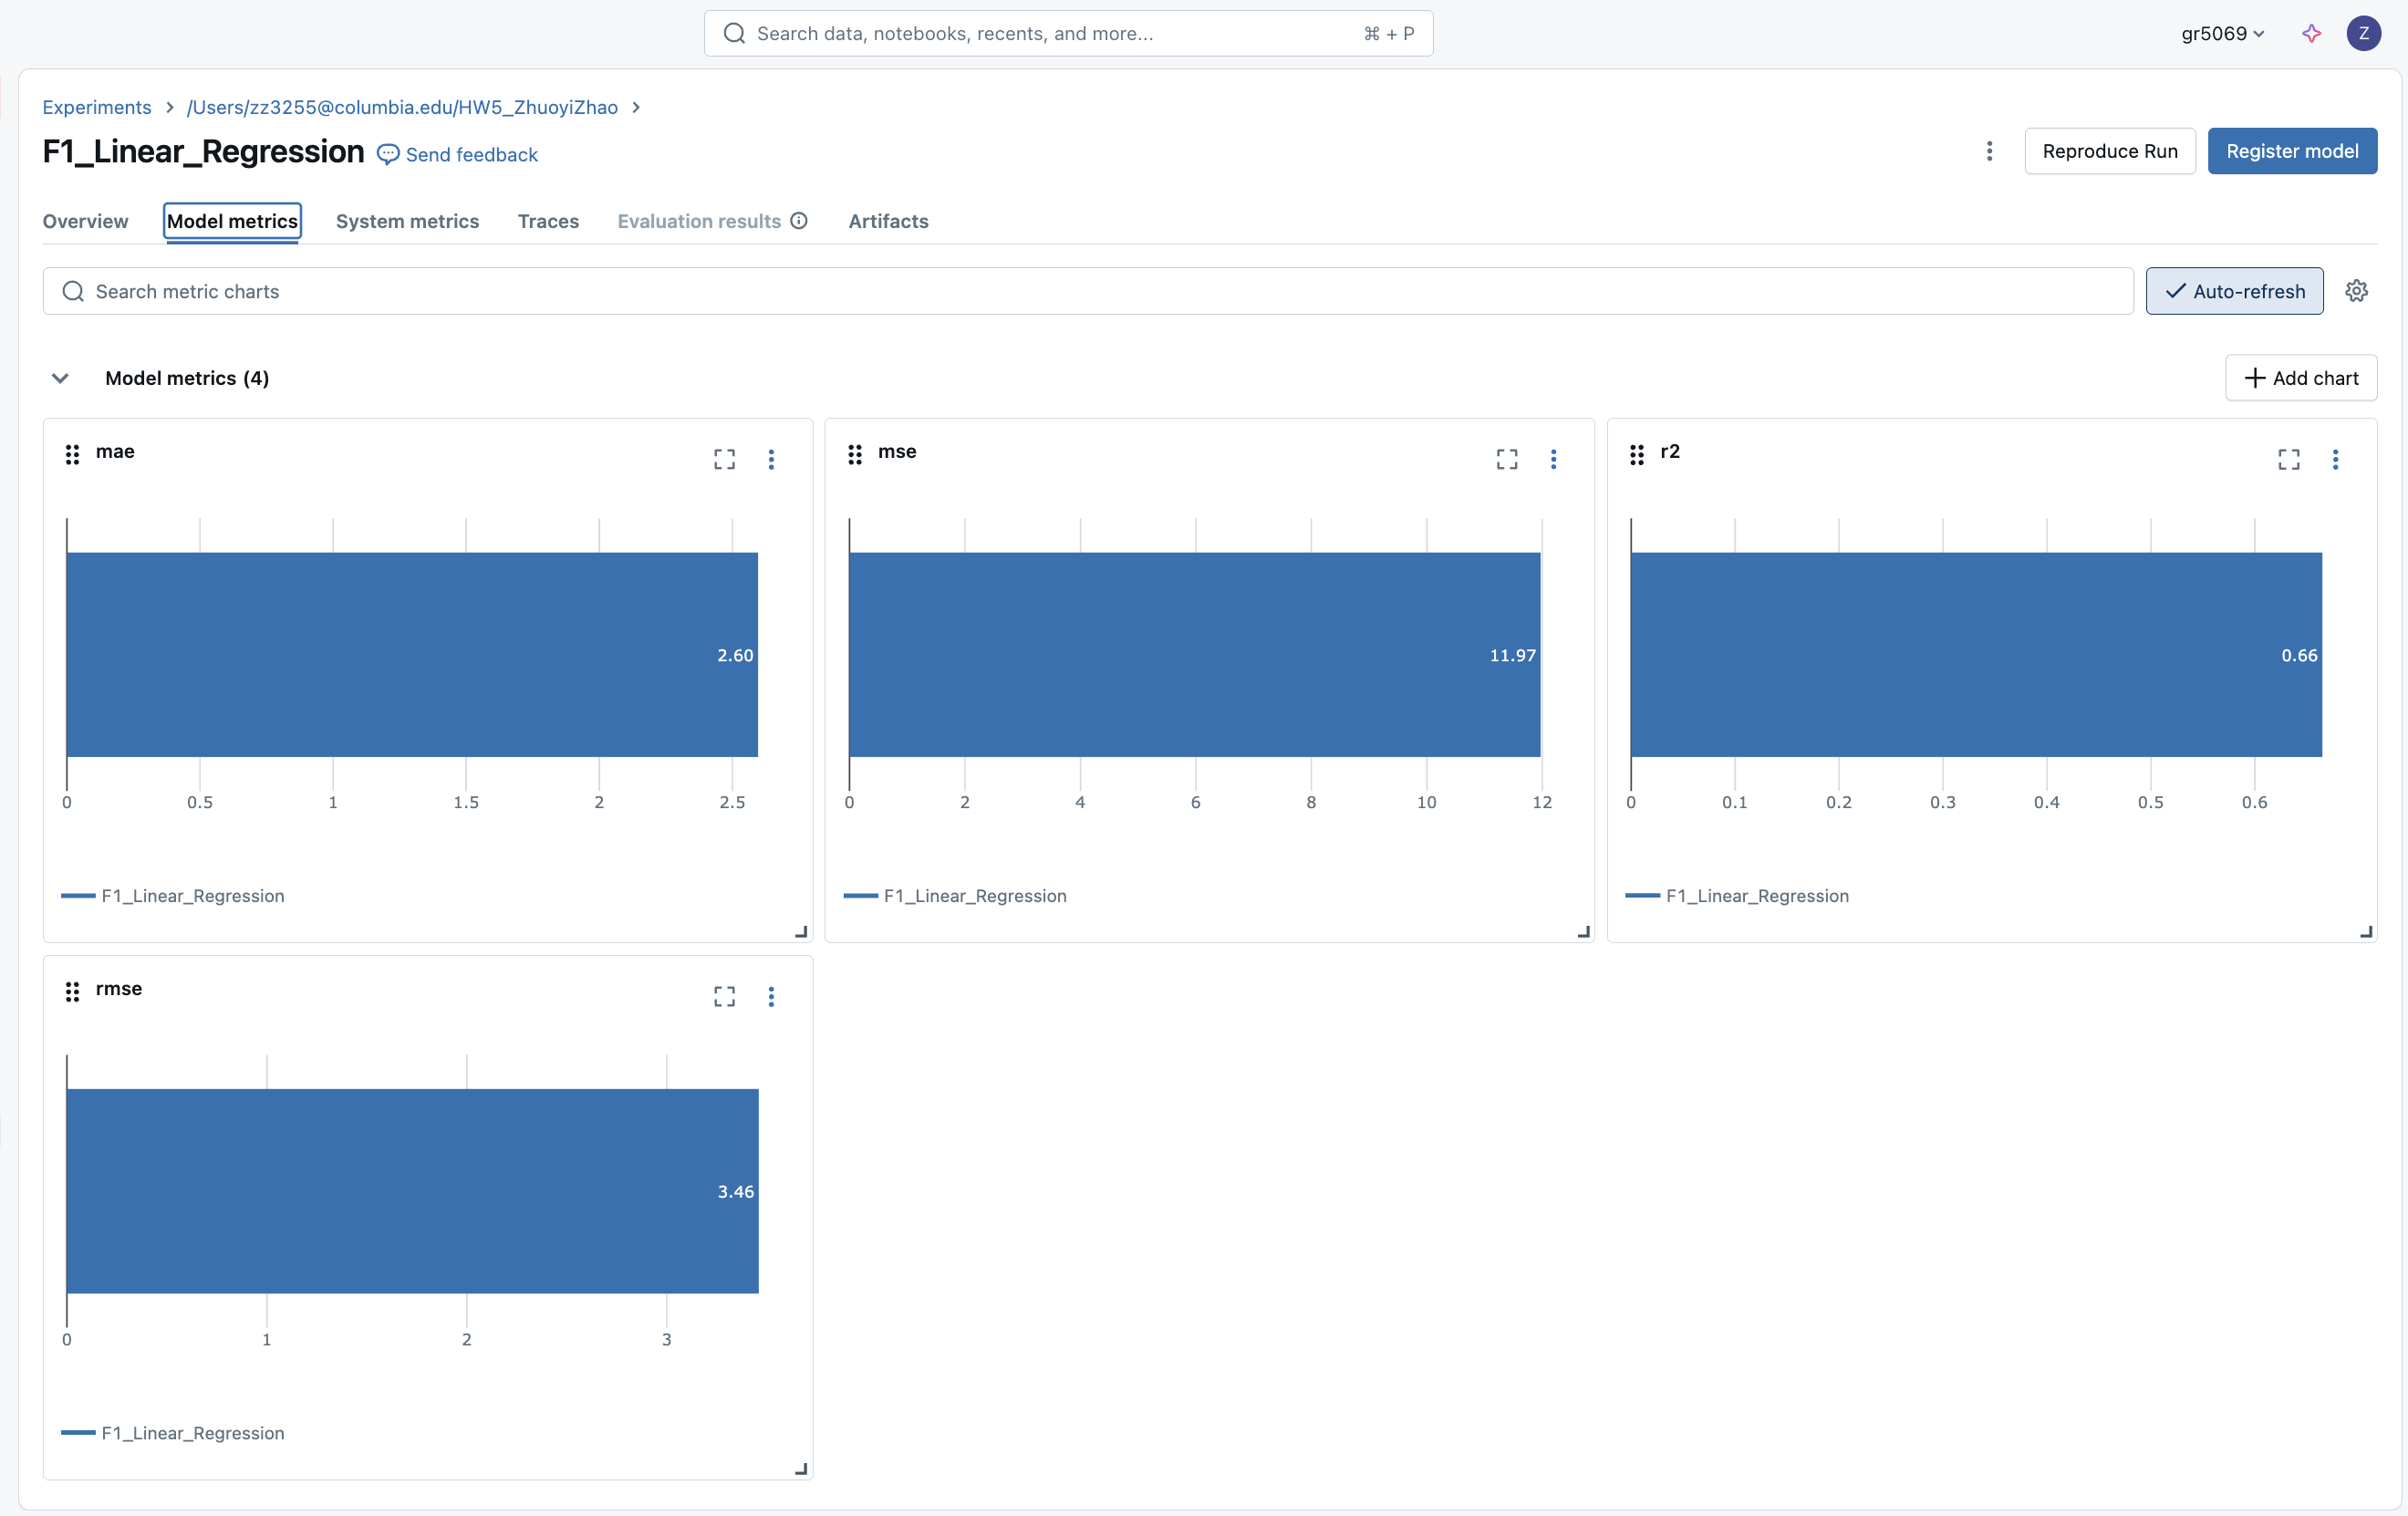 Search data, notebooks, recents, and more... ⌘ + P
gr5069
Z
Experiments > /Users/zz3255@columbia.edu/HW5_ZhuoyiZhao >
F1_Linear_Regression
Send feedback
Reproduce Run
Register model
Overview
Model metrics
System metrics
Traces
Evaluation results
Artifacts
Search metric charts
Auto-refresh
Model metrics (4)
Add chart
mae
2.60
0 0.5 1 1.5 2 2.5
F1_Linear_Regression
mse
11.97
0 2 4 6 8 10 12
F1_Linear_Regression
r2
0.66
0 0.1 0.2 0.3 0.4 0.5 0.6
F1_Linear_Regression
rmse
3.46
0 1 2 3
F1_Linear_Regression